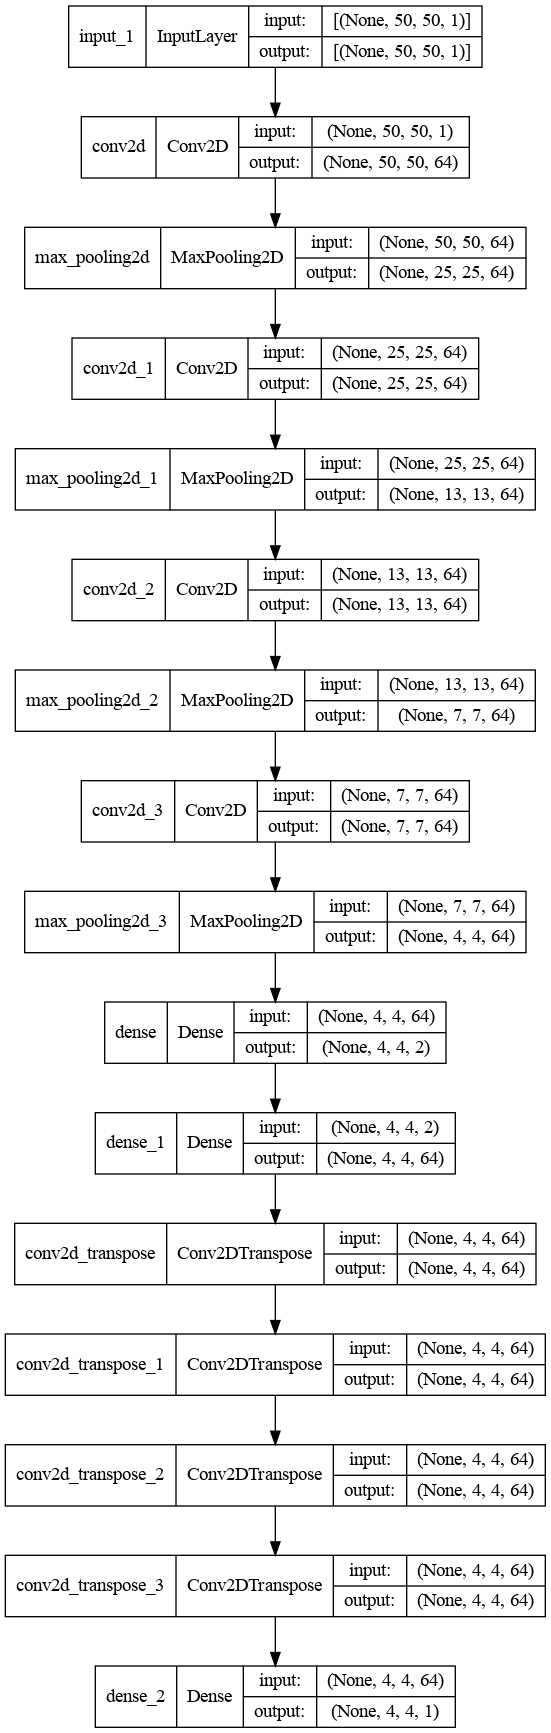 input_1 InputLayer input: [(None, 50, 50, 1)]
output: [(None, 50, 50, 1)]
conv2d Conv2D input: (None, 50, 50, 1)
output: (None, 50, 50, 64)
max_pooling2d MaxPooling2D input: (None, 50, 50, 64)
output: (None, 25, 25, 64)
conv2d_1 Conv2D input: (None, 25, 25, 64)
output: (None, 25, 25, 64)
max_pooling2d_1 MaxPooling2D input: (None, 25, 25, 64)
output: (None, 13, 13, 64)
conv2d_2 Conv2D input: (None, 13, 13, 64)
output: (None, 13, 13, 64)
max_pooling2d_2 MaxPooling2D input: (None, 13, 13, 64)
output: (None, 7, 7, 64)
conv2d_3 Conv2D input: (None, 7, 7, 64)
output: (None, 7, 7, 64)
max_pooling2d_3 MaxPooling2D input: (None, 7, 7, 64)
output: (None, 4, 4, 64)
dense Dense input: (None, 4, 4, 64)
output: (None, 4, 4, 2)
dense_1 Dense input: (None, 4, 4, 2)
output: (None, 4, 4, 64)
conv2d_transpose Conv2DTranspose input: (None, 4, 4, 64)
output: (None, 4, 4, 64)
conv2d_transpose_1 Conv2DTranspose input: (None, 4, 4, 64)
output: (None, 4, 4, 64)
conv2d_transpose_2 Conv2DTranspose input: (None, 4, 4, 64)
output: (None, 4, 4, 64)
conv2d_transpose_3 Conv2DTranspose input: (None, 4, 4, 64)
output: (None, 4, 4, 64)
dense_2 Dense input: (None, 4, 4, 64)
output: (None, 4, 4, 1)